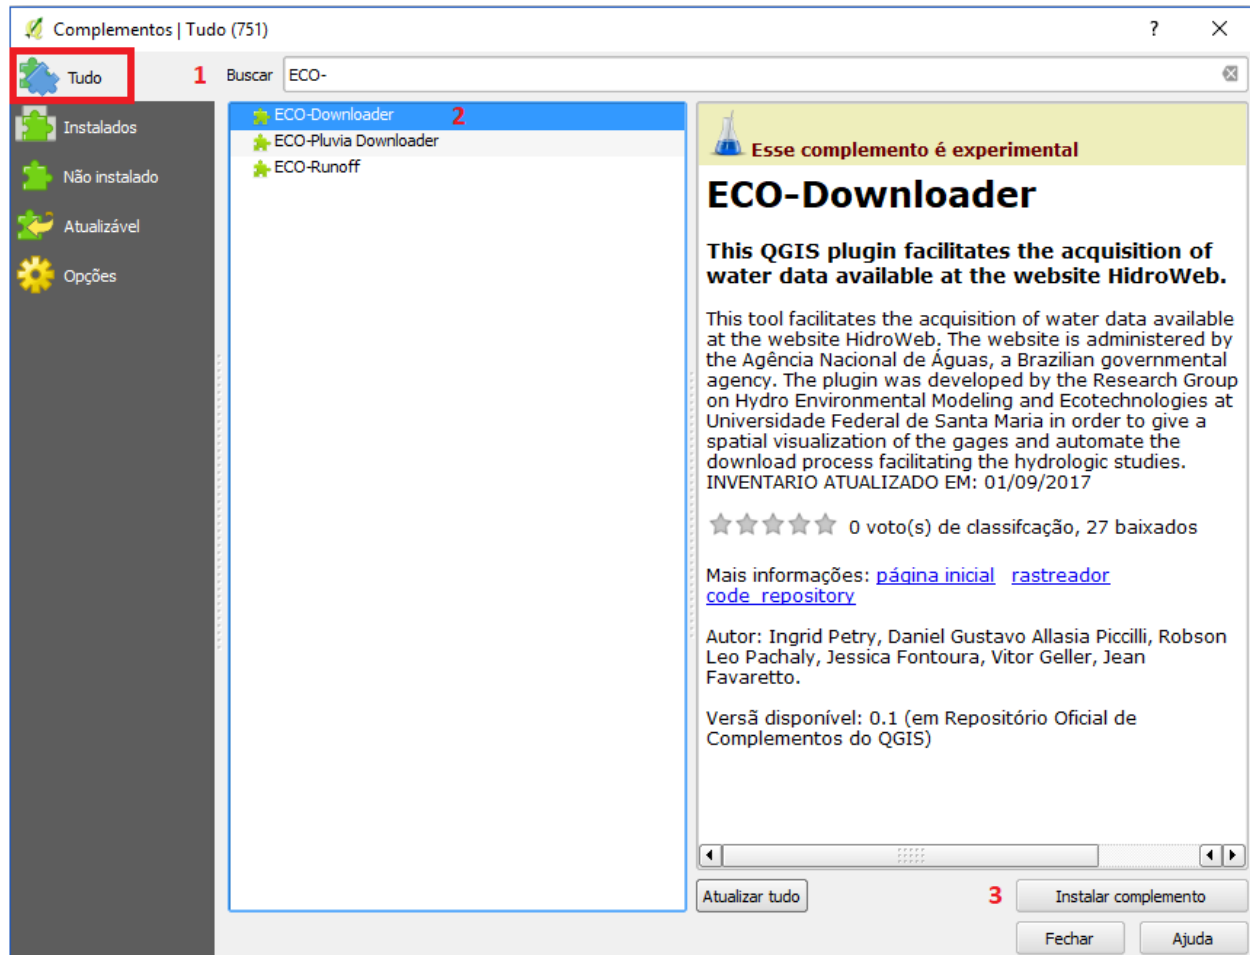 Complementos | Tudo (751)
?
Tudo
1
Buscar
ECO-
Instalados
Não instalado
Atualizável
Opções
ECO-Downloader
2
ECO-Pluvia Downloader
ECO-Runoff
Esse complemento é experimental
ECO-Downloader
This QGIS plugin facilitates the acquisition of
water data available at the website HidroWeb.
This tool facilitates the acquisition of water data available
at the website HidroWeb. The website is administered by
the Agência Nacional de Águas, a Brazilian governmental
agency. The plugin was developed by the Research Group
on Hydro Environmental Modeling and Ecotechnologies at
Universidade Federal de Santa Maria in order to give a
spatial visualization of the gages and automate the
download process facilitating the hydrologic studies.
INVENTARIO ATUALIZADO EM: 01/09/2017
0 voto(s) de classifcação, 27 baixados
Mais informações: página inicial rastreador
code_repository
Autor: Ingrid Petry, Daniel Gustavo Allasia Piccilli, Robson
Leo Pachaly, Jessica Fontoura, Vitor Geller, Jean
Favaretto.
Versã disponível: 0.1 (em Repositório Oficial de
Complementos do QGIS)
Atualizar tudo
3
Instalar complemento
Fechar
Ajuda